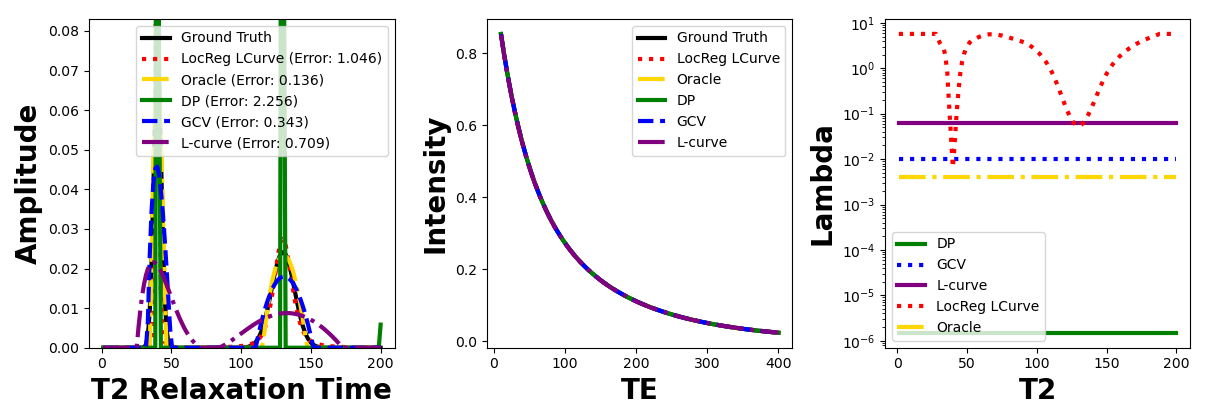 0.08
0.07
0.06
0.05
0.04
0.03
0.02
0.01
0.00
Amplitude
Ground Truth
LocReg LCurve (Error: 1.046)
Oracle (Error: 0.136)
DP (Error: 2.256)
GCV (Error: 0.343)
L-curve (Error: 0.709)
0 50 100 150 200
T2 Relaxation Time
0.8
0.6
0.4
0.2
0.0
Intensity
Ground Truth
LocReg LCurve
Oracle
DP
GCV
L-curve
0 100 200 300 400
TE
10¹
10⁰
10⁻¹
10⁻²
10⁻³
10⁻⁴
10⁻⁵
10⁻⁶
Lambda
DP
GCV
L-curve
LocReg LCurve
Oracle
0 50 100 150 200
T2